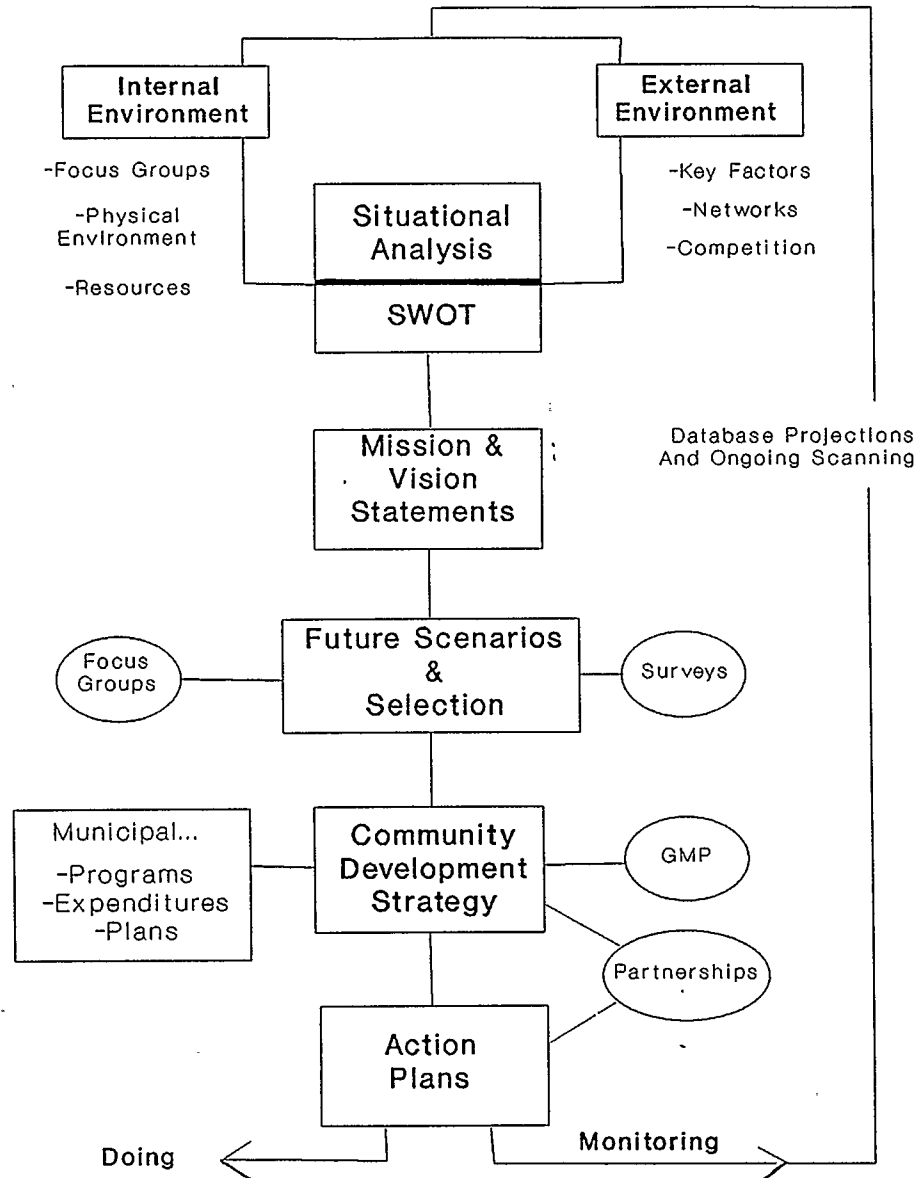 Internal
Environment
External
Environment
-Focus Groups
-Physical
Environment
-Resources
-Key Factors
-Networks
-Competition
Situational
Analysis
SWOT
Mission &
Vision
Statements
Database Projections
And Ongoing Scanning
Future Scenarios
&
Selection
Focus
Groups
Surveys
Municipal...
-Programs
-Expenditures
-Plans
Community
Development
Strategy
GMP
Partnerships
Action
Plans
Doing
Monitoring